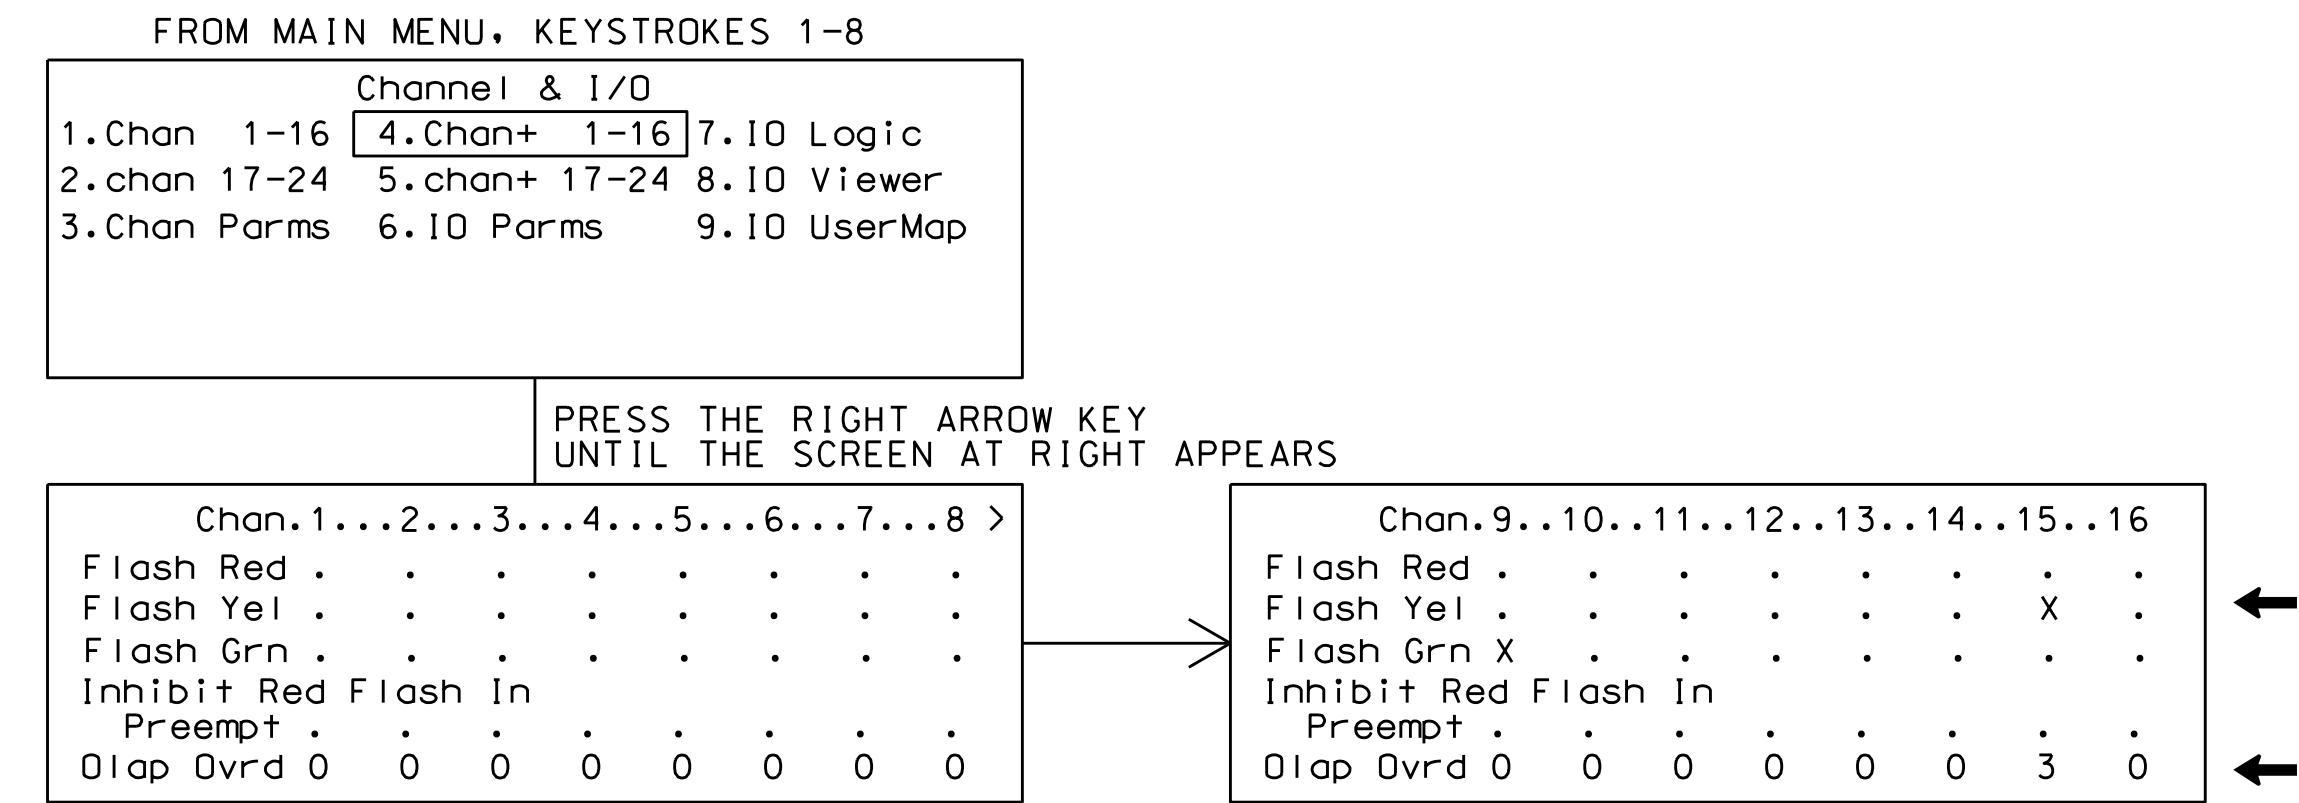 FROM MAIN MENU, KEYSTROKES 1-8
Channel & I/O
1.Chan 1-16 4.Chan+ 1-16 7.IO Logic
2.chan 17-24 5.chan+ 17-24 8.IO Viewer
3.Chan Parms 6.IO Parms 9.IO UserMap
PRESS THE RIGHT ARROW KEY
UNTIL THE SCREEN AT RIGHT APPEARS
Chan.1...2...3...4...5...6...7...8 >
Flash Red . . . . . . . .
Flash Yel . . . . . . . .
Flash Grn . . . . . . . .
Inhibit Red Flash In
Preempt . . . . . . . .
Olap Ovrd 0 0 0 0 0 0 0 0
Chan.9..10..11..12..13..14..15..16
Flash Red . . . . . . . .
Flash Yel . . . . . . X .
Flash Grn X . . . . . . .
Inhibit Red Flash In
Preempt . . . . . . . .
Olap Ovrd 0 0 0 0 0 0 3 0